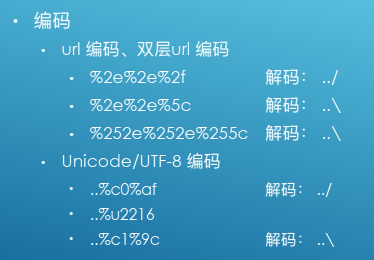 编码
url 编码、双层url 编码
%2e%2e%2f 解码： ../
%2e%2e%5c 解码： ..\
%252e%252e%255c 解码： ..\
Unicode/UTF-8 编码
..%c0%af 解码： ../
..%u2216
..%c1%9c 解码： ..\